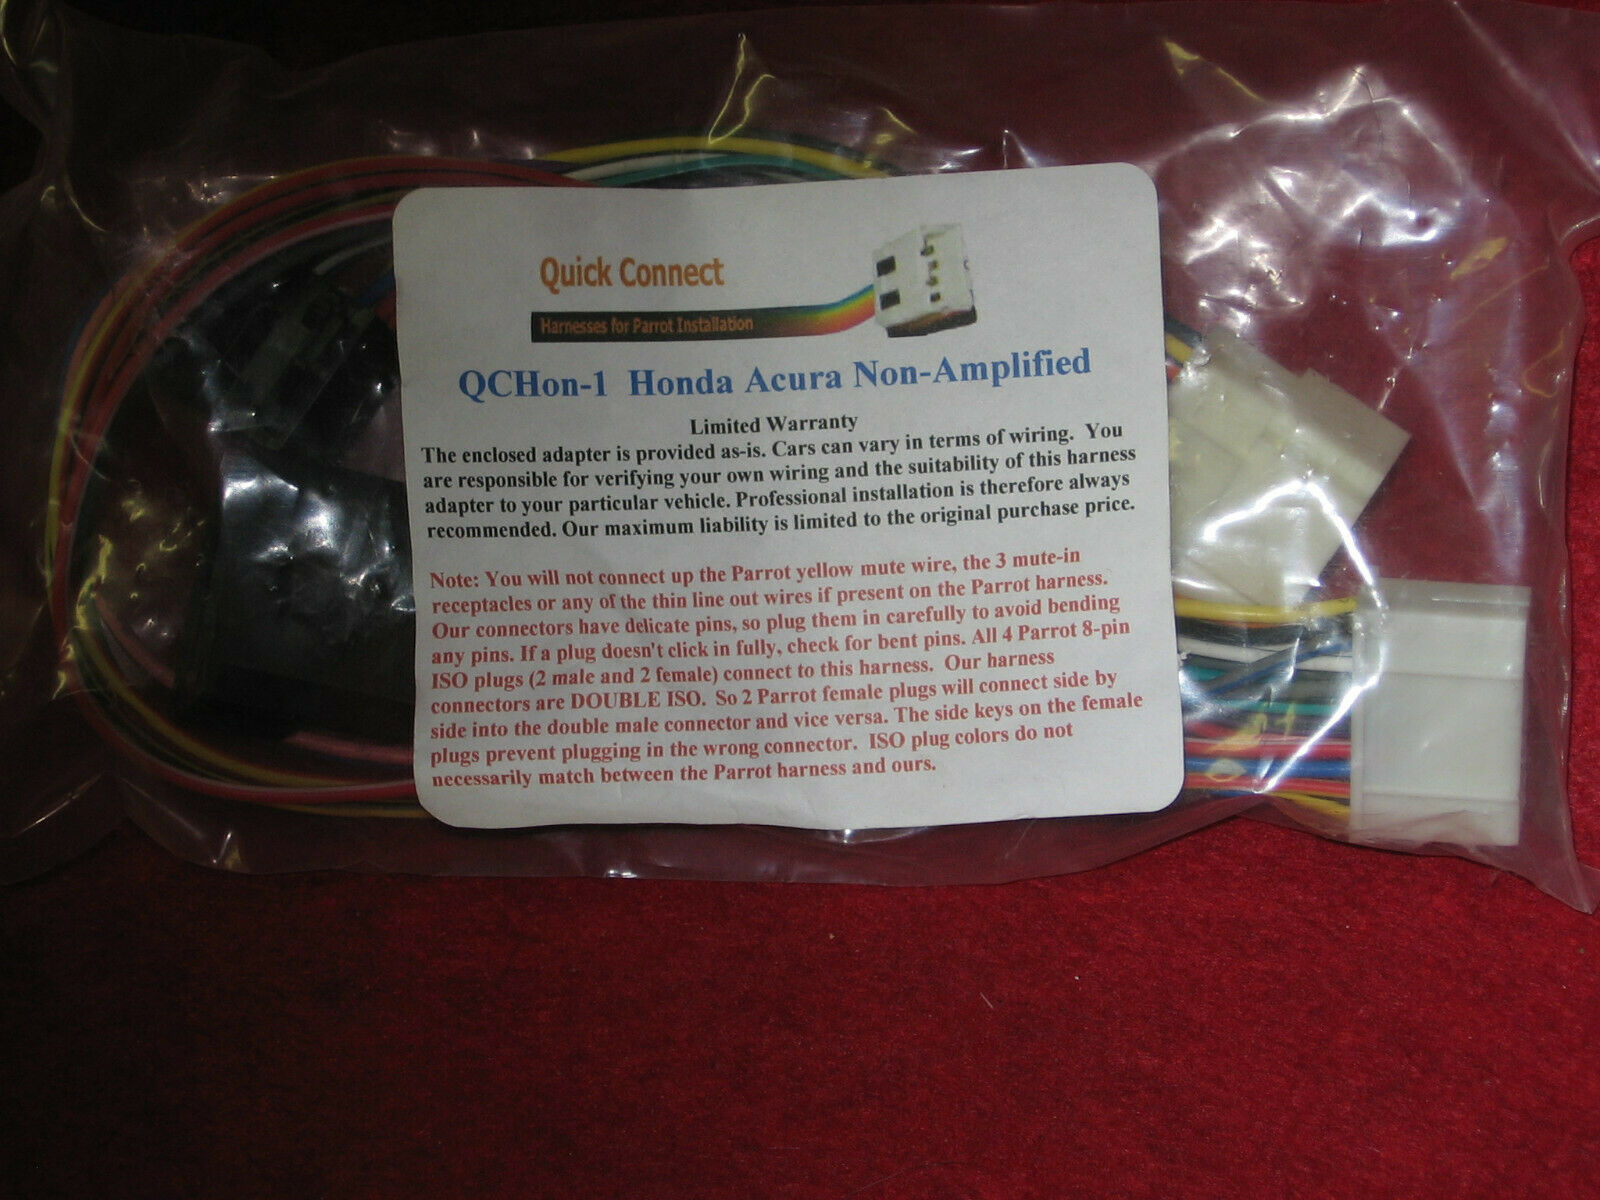 Quick Connect
Harnesses for Parrot Installation
QCHon-1 Honda Acura Non-Amplified
Limited Warranty
The enclosed adapter is provided as-is. Cars can vary in terms of wiring. You
are responsible for verifying your own wiring and the suitability of this harness
adapter to your particular vehicle. Professional installation is therefore always
recommended. Our maximum liability is limited to the original purchase price.
Note: You will not connect up the Parrot yellow mute wire, the 3 mute-in
receptacles or any of the thin line out wires if present on the Parrot harness.
Our connectors have delicate pins, so plug them in carefully to avoid bending
any pins. If a plug doesn't click in fully, check for bent pins. All 4 Parrot 8-pin
ISO plugs (2 male and 2 female) connect to this harness. Our harness
connectors are DOUBLE ISO. So 2 Parrot female plugs will connect side by
side into the double male connector and vice versa. The side keys on the female
plugs prevent plugging in the wrong connector. ISO plug colors do not
necessarily match between the Parrot harness and ours.